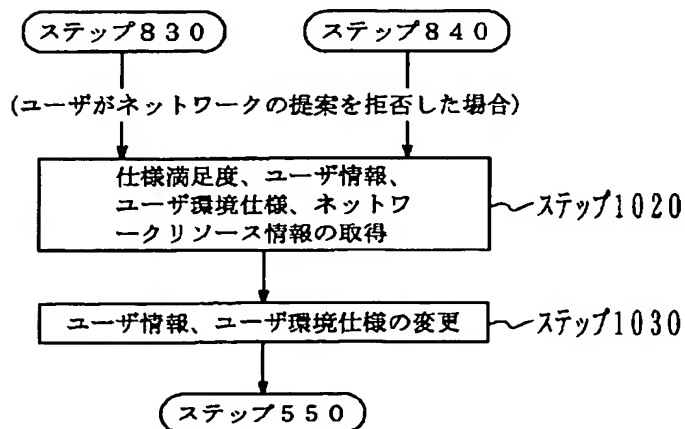 ステップ830
ステップ840
(ユーザがネットワークの提案を拒否した場合)
仕様満足度、ユーザ情報、
ユーザ環境仕様、ネットワ
ークリソース情報の取得
ステップ1020
ユーザ情報、ユーザ環境仕様の変更
ステップ1030
ステップ550